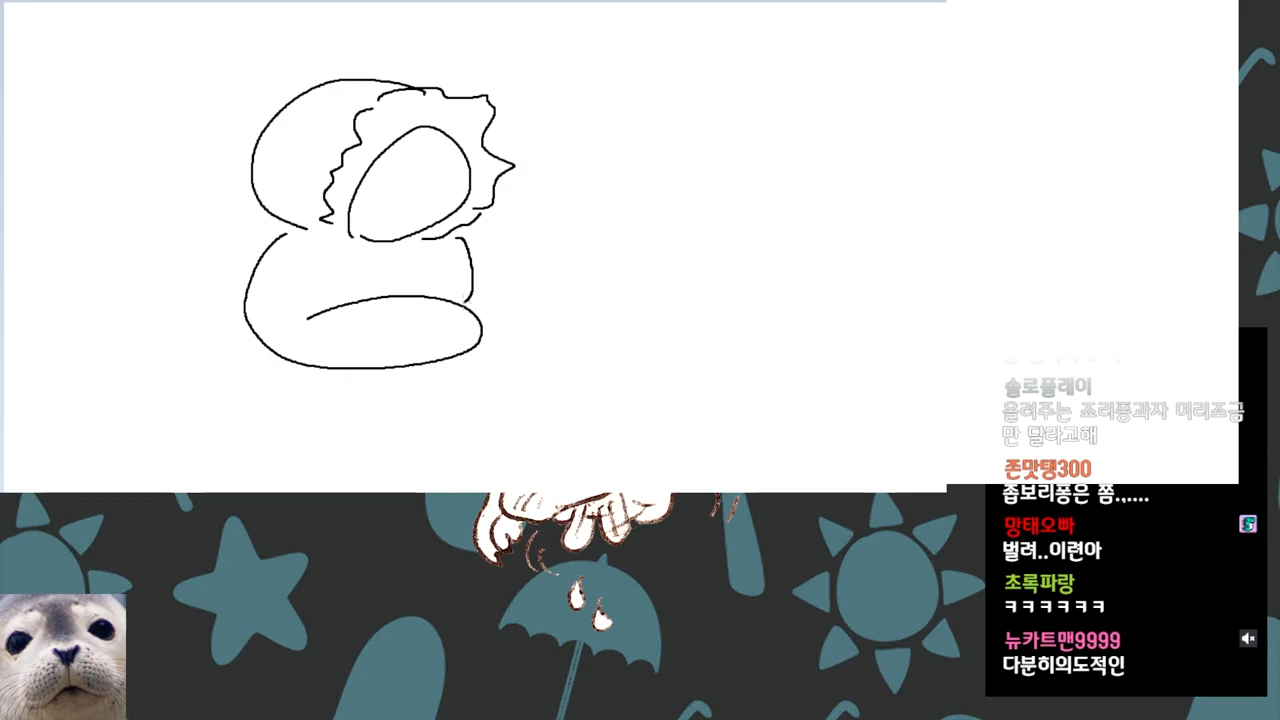 솔로플레이
올려주는 조리퐁과자 미리조금
만 달라고해
존맛탱300
좁보리퐁은 쫌.,....
망태오빠
벌려..이련아
초록파랑
ㅋㅋㅋㅋㅋㅋ
뉴카트맨9999
다분히의도적인